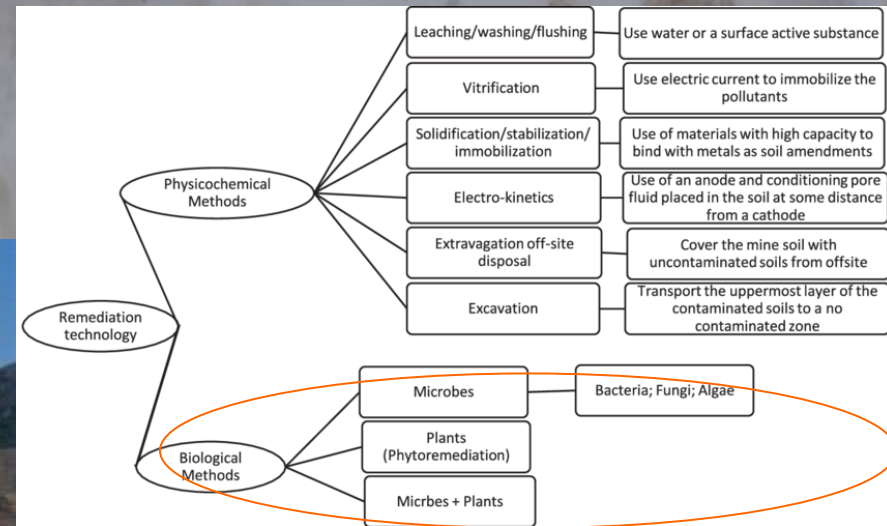 Leaching/washing/flushing
Use water or a surface active substance
Vitrification
Use electric current to immobilize the
pollutants
Solidification/stabilization/
immobilization
Use of materials with high capacity to
bind with metals as soil amendments
Physicochemical
Methods
Electro-kinetics
Use of an anode and conditioning pore
fluid placed in the soil at some distance
from a cathode
Extravagation off-site
disposal
Cover the mine soil with
uncontaminated soils from offsite
Excavation
Transport the uppermost layer of the
contaminated soils to a no
contaminated zone
Remediation
technology
Microbes
Bacteria; Fungi; Algae
Plants
(Phytoremediation)
Biological
Methods
Micrbes + Plants